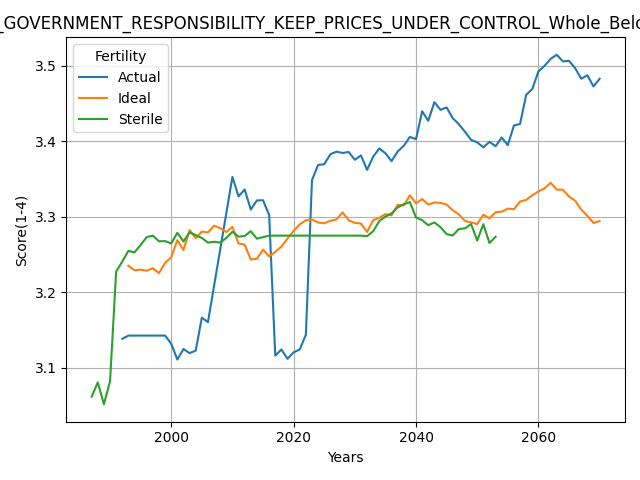 _GOVERNMENT_RESPONSIBILITY_KEEP_PRICES_UNDER_CONTROL_Whole_Belo
Fertility
Actual
Ideal
Sterile
3.5
3.4
3.3
3.2
3.1
Score(1-4)
2000
2020
2040
2060
Years